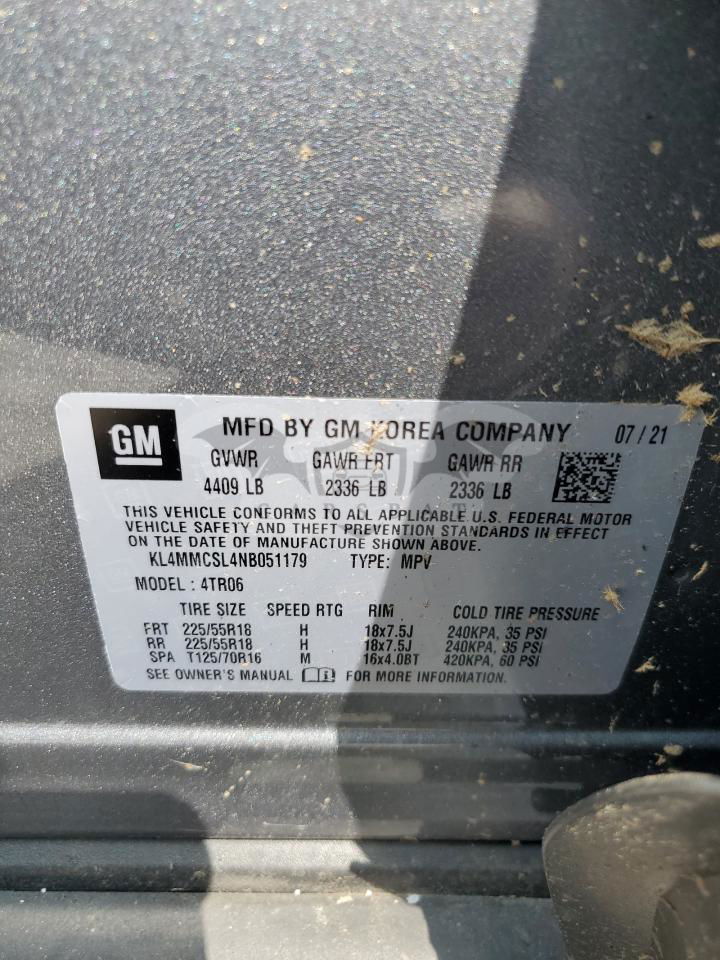 GM
MFD BY GM KOREA COMPANY 07 / 21
GVWR GAWR FRT GAWR RR
4409 LB 2336 LB 2336 LB
THIS VEHICLE CONFORMS TO ALL APPLICABLE U.S. FEDERAL MOTOR
VEHICLE SAFETY AND THEFT PREVENTION STANDARDS IN EFFECT
ON THE DATE OF MANUFACTURE SHOWN ABOVE.
KL4MMCSL4NB051179 TYPE: MPV
MODEL : 4TR06
TIRE SIZE SPEED RTG RIM COLD TIRE PRESSURE
FRT 225/55R18 H 18x7.5J 240KPA, 35 PSI
RR 225/55R18 H 18x7.5J 240KPA, 35 PSI
SPA T125/70R16 M 16x4.0BT 420KPA, 60 PSI
SEE OWNER'S MANUAL FOR MORE INFORMATION.